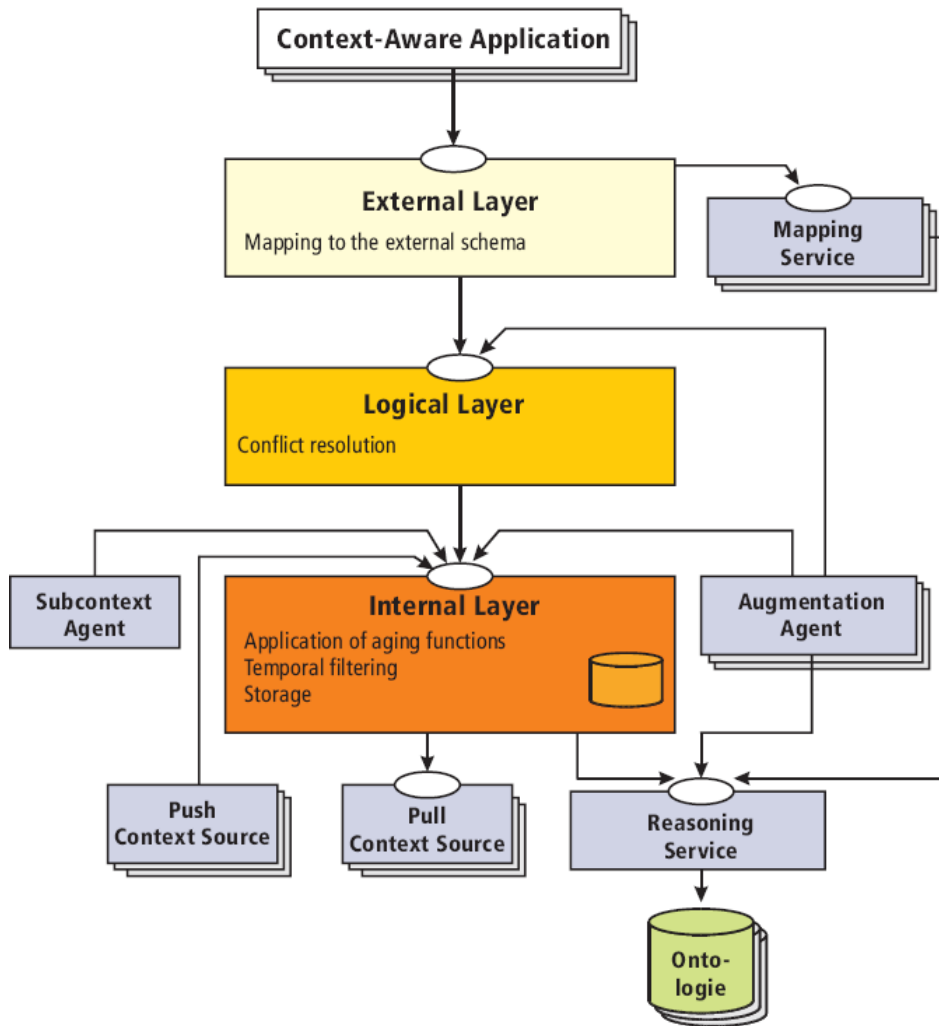 Context-Aware Application
External Layer
Mapping to the external schema
Mapping
Service
Logical Layer
Conflict resolution
Subcontext
Agent
Internal Layer
Application of aging functions
Temporal filtering
Storage
Augmentation
Agent
Push
Context Source
Pull
Context Source
Reasoning
Service
Onto-
logie